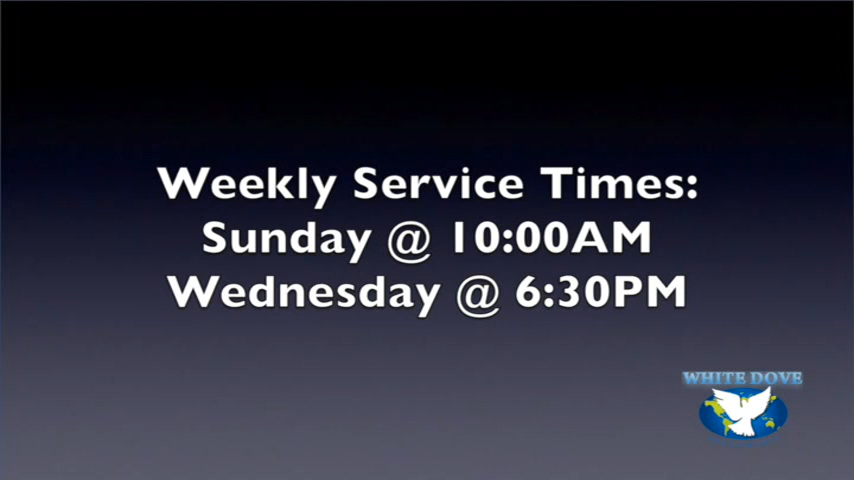 Weekly Service Times:
Sunday @ 10:00AM
Wednesday @ 6:30PM
WHITE DOVE